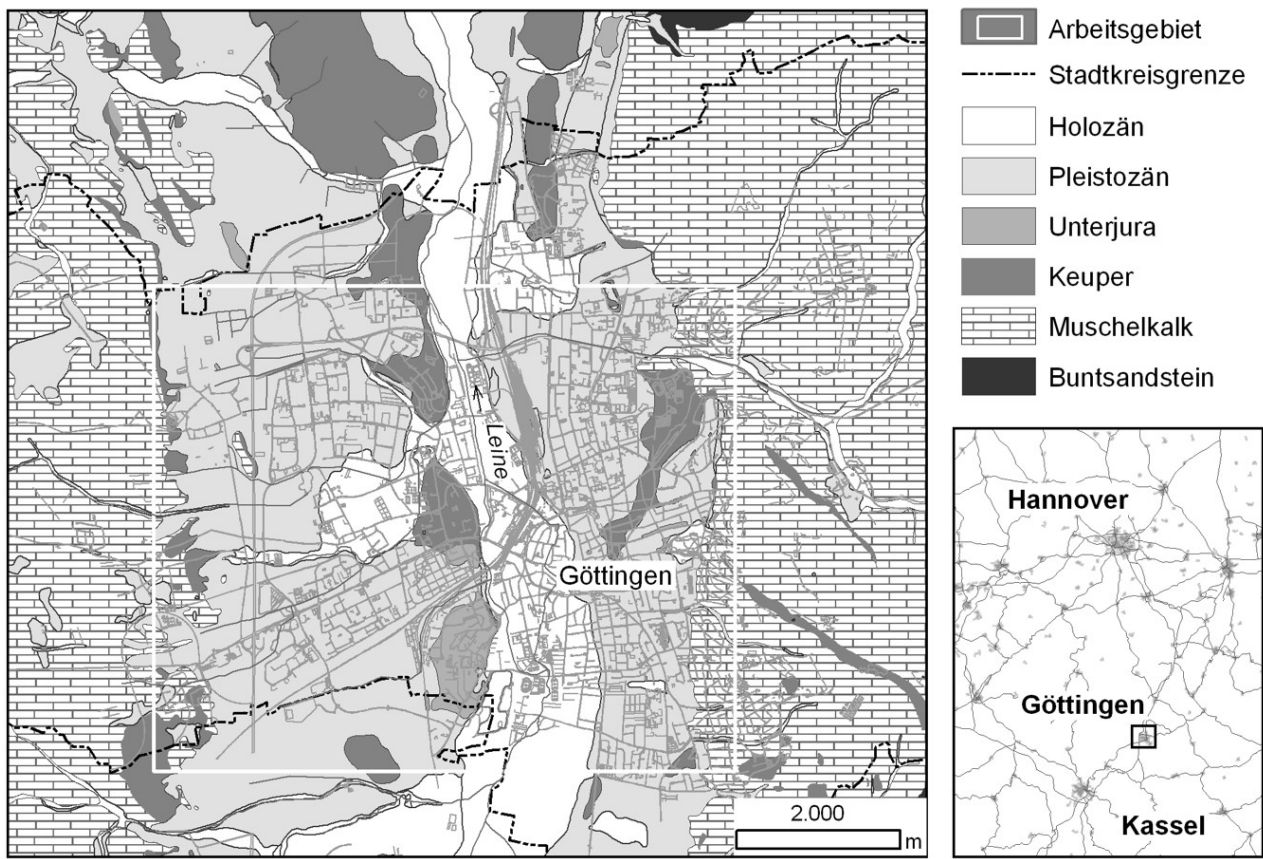 Leine
Göttingen
2.000
m
Arbeitsgebiet
Stadtkreisgrenze
Holozän
Pleistozän
Unterjura
Keuper
Muschelkalk
Buntsandstein
Hannover
Göttingen
Kassel